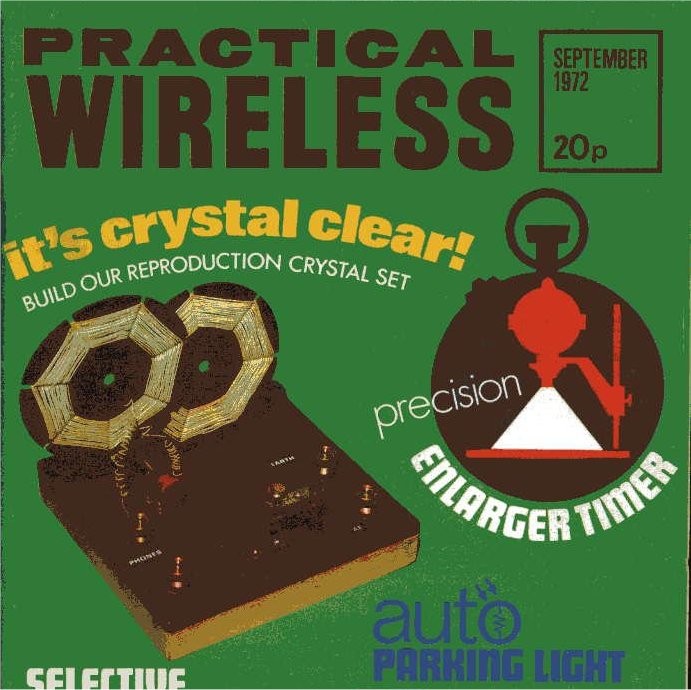 PRACTICAL
WIRELESS
SEPTEMBER
1972
20p
it's crystal clear!
BUILD OUR REPRODUCTION CRYSTAL SET
precision
ENLARGER TIMER
EARTH
PHONES
auto
PARKING LIGHT
SELECTIVE